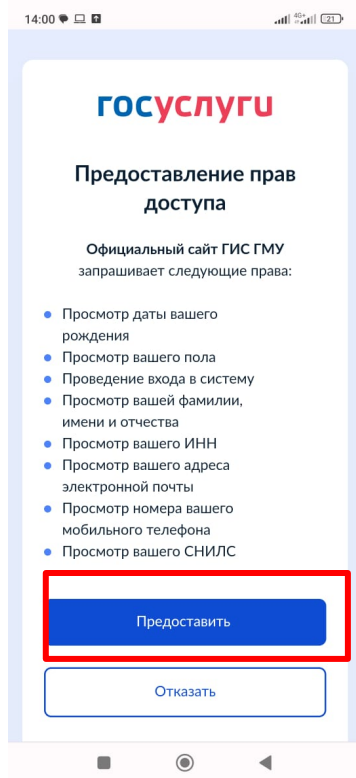 14:00
4G+
21
госуслуги
Предоставление прав
доступа
Официальный сайт ГИС ГМУ
запрашивает следующие права:
Просмотр даты вашего
рождения
Просмотр вашего пола
Проведение входа в систему
Просмотр вашей фамилии,
имени и отчества
Просмотр вашего ИНН
Просмотр вашего адреса
электронной почты
Просмотр номера вашего
мобильного телефона
Просмотр вашего СНИЛС
Предоставить
Отказать